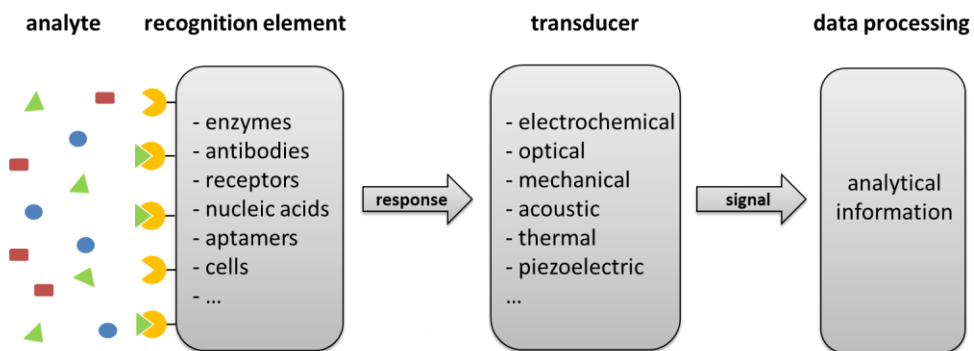 analyte
recognition element
transducer
data processing
- enzymes
- antibodies
- receptors
- nucleic acids
- aptamers
- cells
- ...
response
- electrochemical
- optical
- mechanical
- acoustic
- thermal
- piezoelectric
...
signal
analytical
information